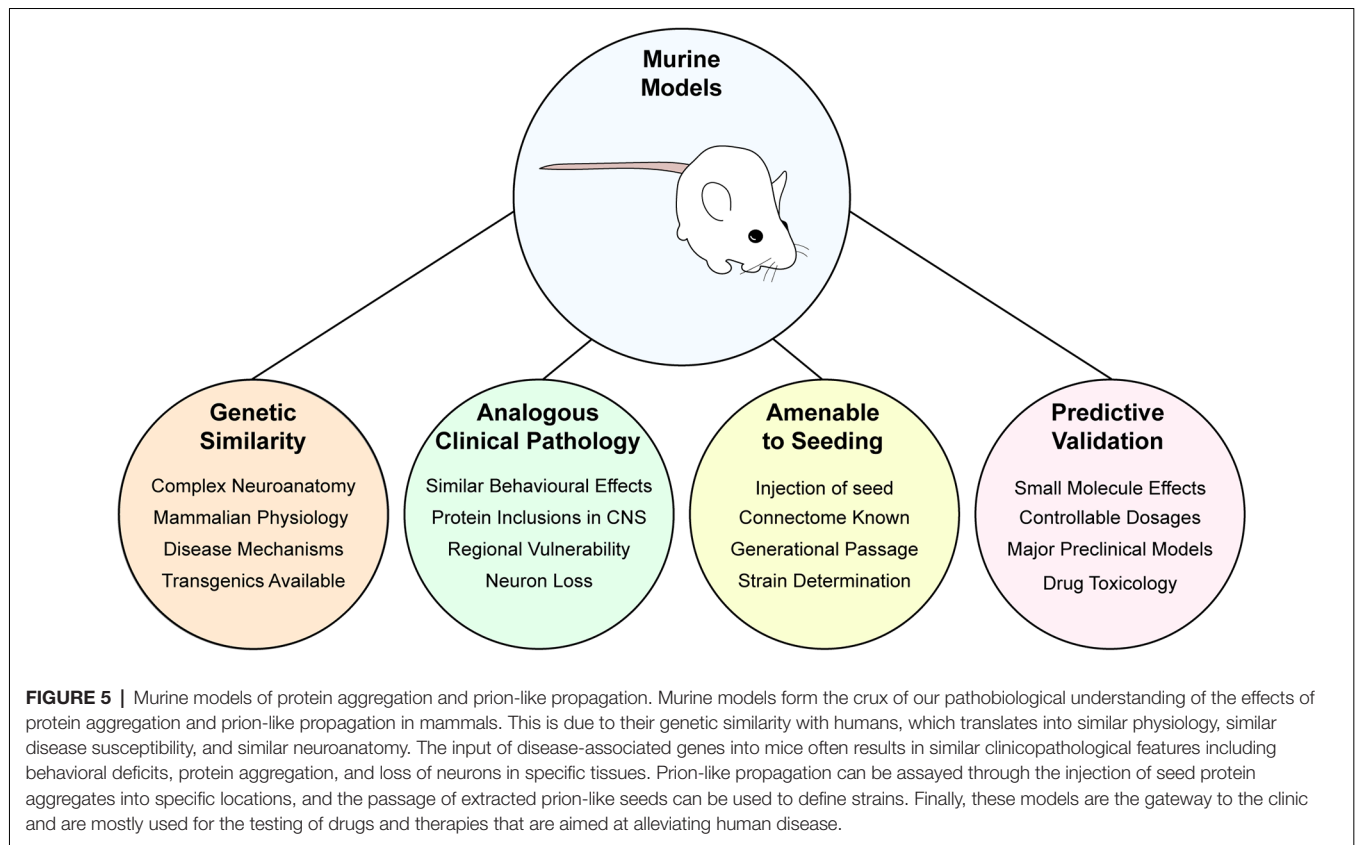 Murine
Models
Genetic
Similarity
Complex Neuroanatomy
Mammalian Physiology
Disease Mechanisms
Transgenics Available
Analogous
Clinical Pathology
Similar Behavioural Effects
Protein Inclusions in CNS
Regional Vulnerability
Neuron Loss
Amenable
to Seeding
Injection of seed
Connectome Known
Generational Passage
Strain Determination
Predictive
Validation
Small Molecule Effects
Controllable Dosages
Major Preclinical Models
Drug Toxicology
FIGURE 5 | Murine models of protein aggregation and prion-like propagation. Murine models form the crux of our pathobiological understanding of the effects of
protein aggregation and prion-like propagation in mammals. This is due to their genetic similarity with humans, which translates into similar physiology, similar
disease susceptibility, and similar neuroanatomy. The input of disease-associated genes into mice often results in similar clinicopathological features including
behavioral deficits, protein aggregation, and loss of neurons in specific tissues. Prion-like propagation can be assayed through the injection of seed protein
aggregates into specific locations, and the passage of extracted prion-like seeds can be used to define strains. Finally, these models are the gateway to the clinic
and are mostly used for the testing of drugs and therapies that are aimed at alleviating human disease.